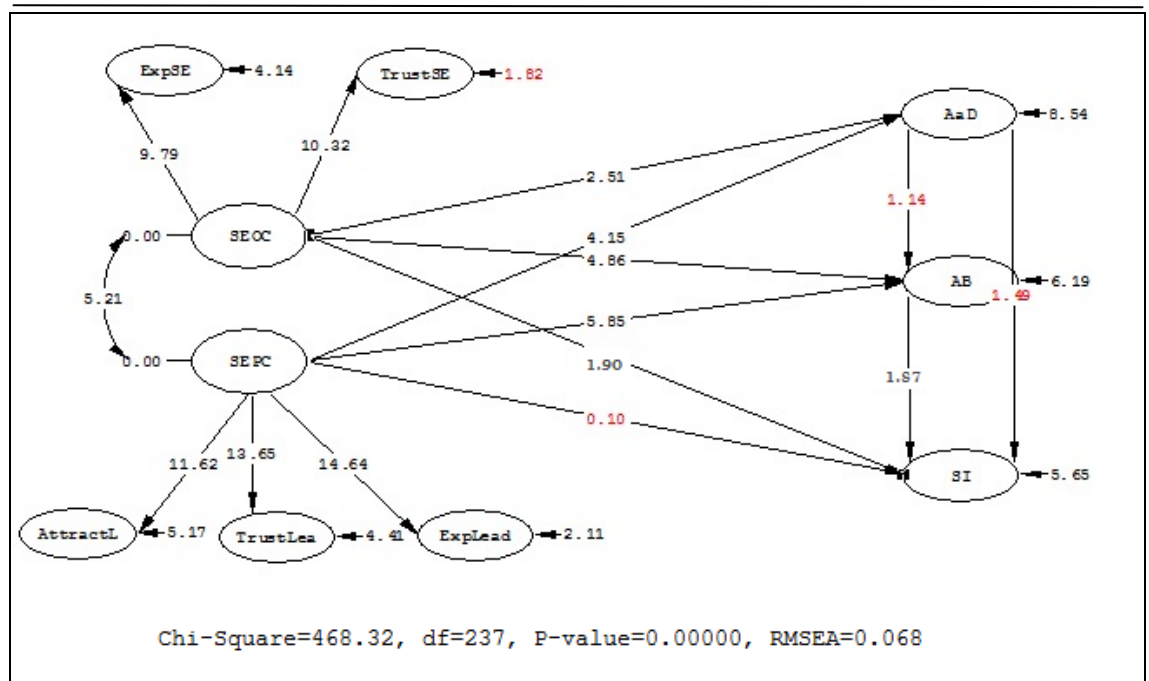 ExpSE 4.14 TrustSE 1.82
AaD 8.54
9.79 10.32
2.51
1.14
0.00 SEOC
4.15
4.86
AB 6.19
5.21
1.49
5.85
0.00 SEPC
1.90
1.87
0.10
11.62 13.65 14.64
SI 5.65
AttractL 5.17 TrustLea 4.41 ExpLead 2.11
Chi-Square=468.32, df=237, P-value=0.00000, RMSEA=0.068